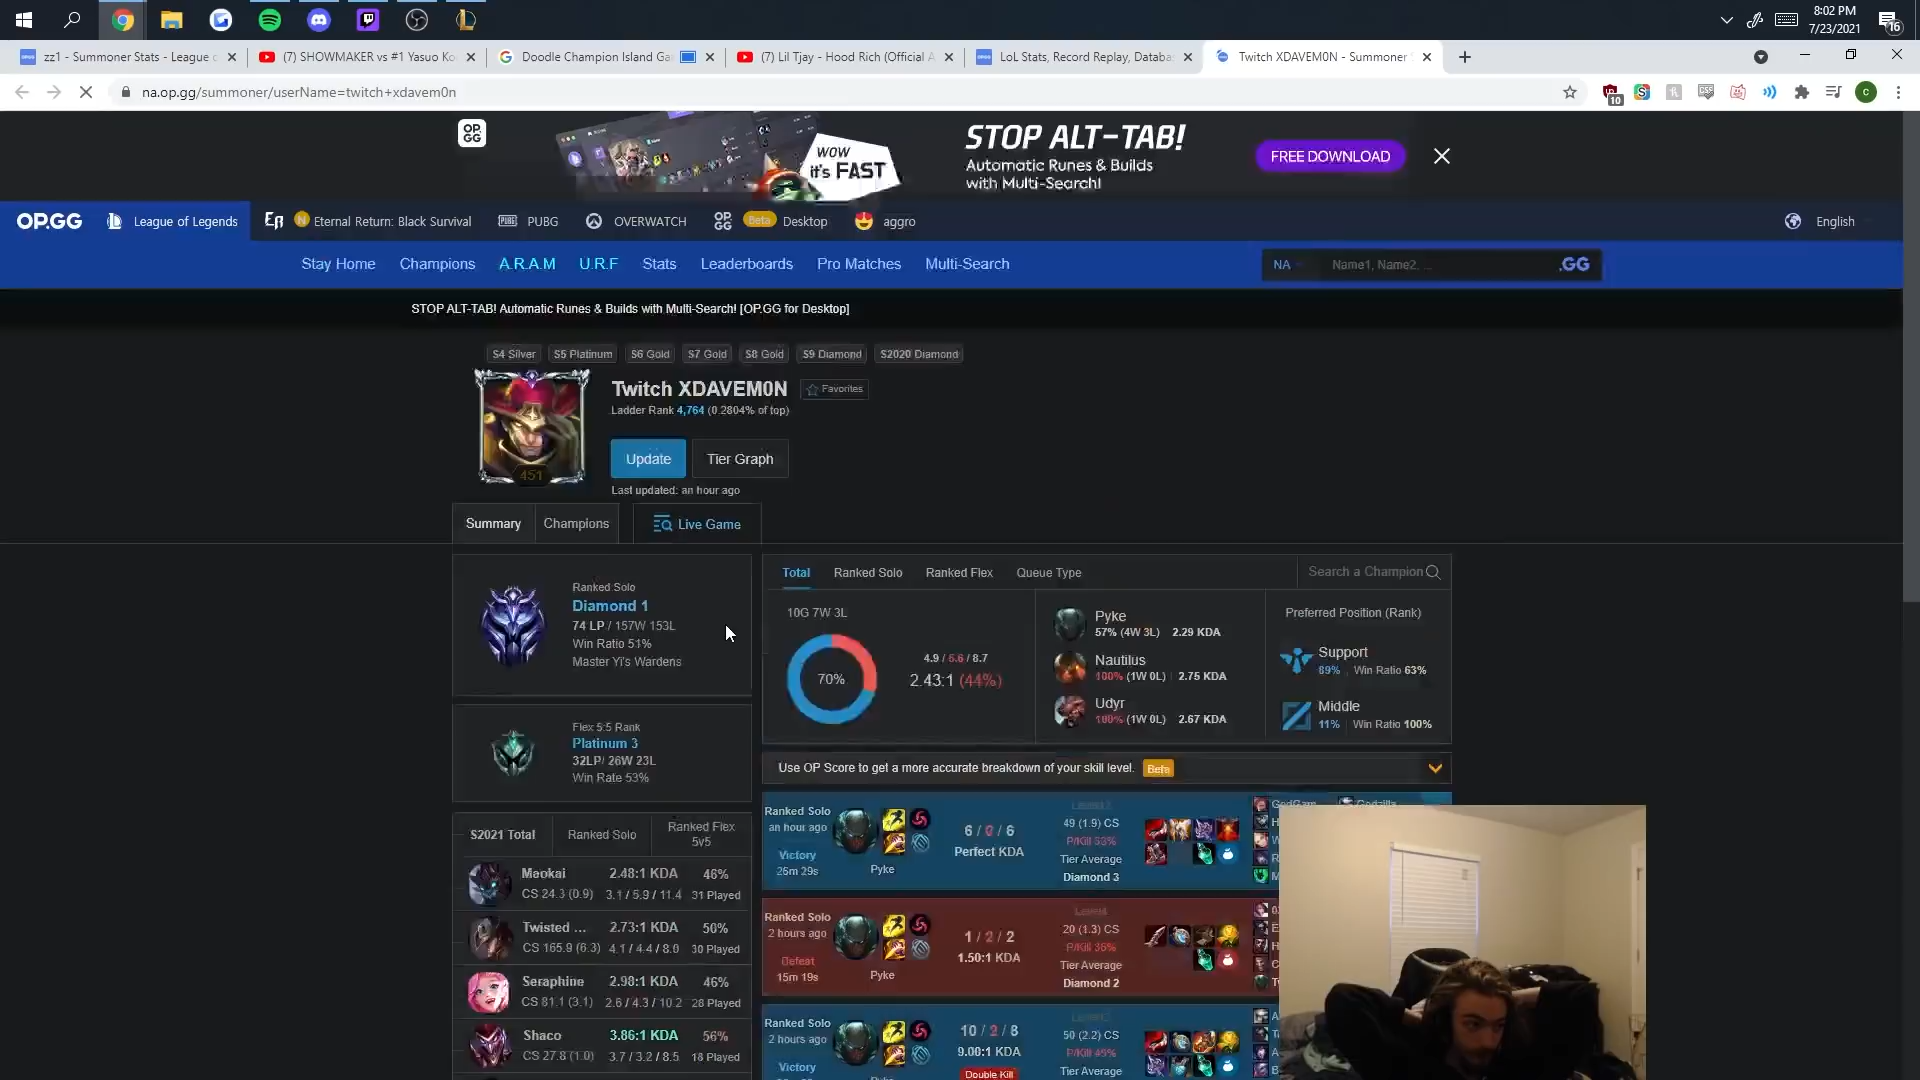 8:02 PM
7/23/2021
16
zz1 - Summoner Stats - League o
(7) SHOWMAKER vs #1 Yasuo Ko
Doodle Champion Island Ga
(7) Lil Tjay - Hood Rich (Official A
LoL Stats, Record Replay, Databa
Twitch XDAVEM0N - Summoner
na.op.gg/summoner/userName=twitch+xdavem0n
10
OP.GG
WOW
it's FAST
STOP ALT-TAB!
Automatic Runes & Builds
with Multi-Search!
FREE DOWNLOAD
OP.GG
League of Legends
Eternal Return: Black Survival
PUBG
OVERWATCH
Beta
Desktop
aggro
English
Stay Home
Champions
A.R.A.M
U.R.F
Stats
Leaderboards
Pro Matches
Multi-Search
NA
Name1, Name2, ...
.GG
STOP ALT-TAB! Automatic Runes & Builds with Multi-Search! [OP.GG for Desktop]
S4 Silver
S5 Platinum
S6 Gold
S7 Gold
S8 Gold
S9 Diamond
S2020 Diamond
Twitch XDAVEM0N
Favorites
Ladder Rank 4,764 (0.2804% of top)
451
Update
Tier Graph
Last updated: an hour ago
Summary
Champions
Live Game
Ranked Solo
Diamond 1
74 LP / 157W 153L
Win Ratio 51%
Master Yi's Wardens
Flex 5:5 Rank
Platinum 3
32LP/ 26W 23L
Win Rate 53%
Total
Ranked Solo
Ranked Flex
Queue Type
Search a Champion
10G 7W 3L
70%
4.9 / 5.6 / 8.7
2.43:1 (44%)
Pyke
57% (4W 3L) 2.29 KDA
Nautilus
100% (1W 0L) 2.75 KDA
Udyr
100% (1W 0L) 2.67 KDA
Preferred Position (Rank)
Support
89% Win Ratio 63%
Middle
11% Win Ratio 100%
Use OP Score to get a more accurate breakdown of your skill level.
Beta
S2021 Total
Ranked Solo
Ranked Flex
5v5
Maokai
2.48:1 KDA
46%
CS 24.3 (0.9)
3.1 / 5.9 / 11.4
31 Played
Twisted ...
2.73:1 KDA
50%
CS 165.9 (6.3)
4.1 / 4.4 / 8.0
30 Played
Seraphine
2.98:1 KDA
46%
CS 81.1 (3.1)
2.6 / 4.3 / 10.2
28 Played
Shaco
3.86:1 KDA
56%
CS 27.8 (1.0)
3.7 / 3.2 / 8.5
18 Played
Ranked Solo
an hour ago
Victory
25m 29s
Pyke
6 / 0 / 6
Perfect KDA
49 (1.9) CS
P/Kill 63%
Tier Average
Diamond 3
Godzilla
Ranked Solo
2 hours ago
Defeat
15m 19s
Pyke
1 / 2 / 2
1.50:1 KDA
20 (1.3) CS
P/Kill 38%
Tier Average
Diamond 2
Ranked Solo
2 hours ago
Victory
10 / 2 / 8
9.00:1 KDA
Double Kill
50 (2.2) CS
P/Kill 45%
Tier Average